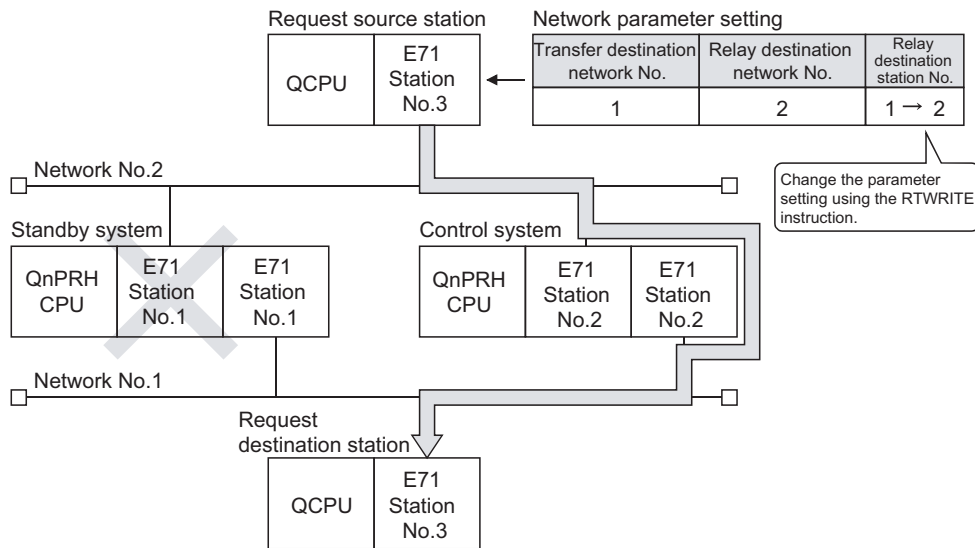 Request source station
Network parameter setting
QCPU
E71
Station
No.3
Transfer destination
network No.
Relay destination
network No.
Relay
destination
station No.
1
2
1 → 2
Change the parameter
setting using the RTWRITE
instruction.
Network No.2
Standby system
Control system
QnPRH
CPU
E71
Station
No.1
E71
Station
No.1
QnPRH
CPU
E71
Station
No.2
E71
Station
No.2
Network No.1
Request
destination station
QCPU
E71
Station
No.3